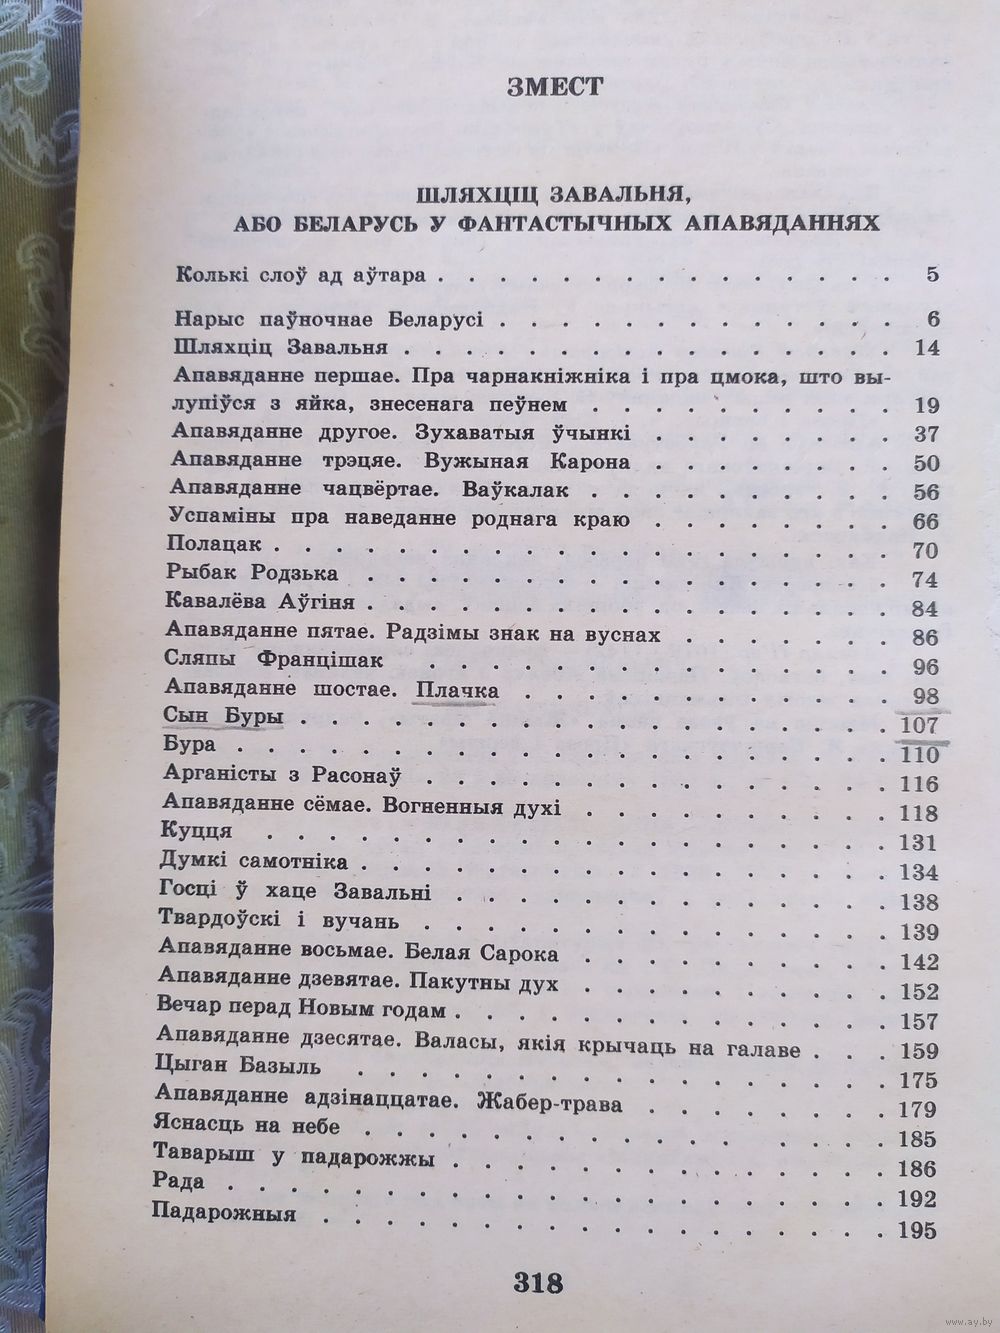 ЗМЕСТ
ШЛЯХЦІЦ ЗАВАЛЬНЯ,
АБО БЕЛАРУСЬ У ФАНТАСТЫЧНЫХ АПАВЯДАННЯХ
Колькі слоў ад аўтара . . . . . . . . . . . . . . 5
Нарыс паўночнае Беларусі . . . . . . . . . . . . . 6
Шляхціц Завальня . . . . . . . . . . . . . . . 14
Апавяданне першае. Пра чарнакніжніка і пра цмока, што вы-
лупіўся з яйка, знесенага пеўнем . . . . . . . . . . 19
Апавяданне другое. Зухаватыя ўчынкі . . . . . . . . 37
Апавяданне трэцяе. Вужыная Карона . . . . . . . . 50
Апавяданне чацвёртае. Ваўкалак . . . . . . . . . . 56
Успаміны пра наведанне роднага краю . . . . . . . . 66
Полацак . . . . . . . . . . . . . . . . . . . . 70
Рыбак Родзька . . . . . . . . . . . . . . . . . 74
Кавалёва Аўгіня . . . . . . . . . . . . . . . . . 84
Апавяданне пятае. Радзімы знак на вуснах . . . . . . . 86
Сляпы Францішак . . . . . . . . . . . . . . . 96
Апавяданне шостае. Плачка . . . . . . . . . . . . 98
Сын Буры . . . . . . . . . . . . . . . . . . . 107
Бура . . . . . . . . . . . . . . . . . . . . . 110
Арганісты з Расонаў . . . . . . . . . . . . . . . 116
Апавяданне сёмае. Вогненныя духі . . . . . . . . . . 118
Куцця . . . . . . . . . . . . . . . . . . . . 131
Думкі самотніка . . . . . . . . . . . . . . . . . 134
Госці ў хаце Завальні . . . . . . . . . . . . . . 138
Твардоўскі і вучань . . . . . . . . . . . . . . . 139
Апавяданне восьмае. Белая Сарока . . . . . . . . . . 142
Апавяданне дзевятае. Пакутны дух . . . . . . . . . . 152
Вечар перад Новым годам . . . . . . . . . . . . . . 157
Апавяданне дзесятае. Валасы, якія крычаць на галаве . . . 159
Цыган Базыль . . . . . . . . . . . . . . . . . 175
Апавяданне адзінаццатае. Жабер-трава . . . . . . . . 179
Яснасць на небе . . . . . . . . . . . . . . . . . 185
Таварыш у падарожжы . . . . . . . . . . . . . . 186
Рада . . . . . . . . . . . . . . . . . . . . . 192
Падарожныя . . . . . . . . . . . . . . . . . . 195
318
www.ay.by